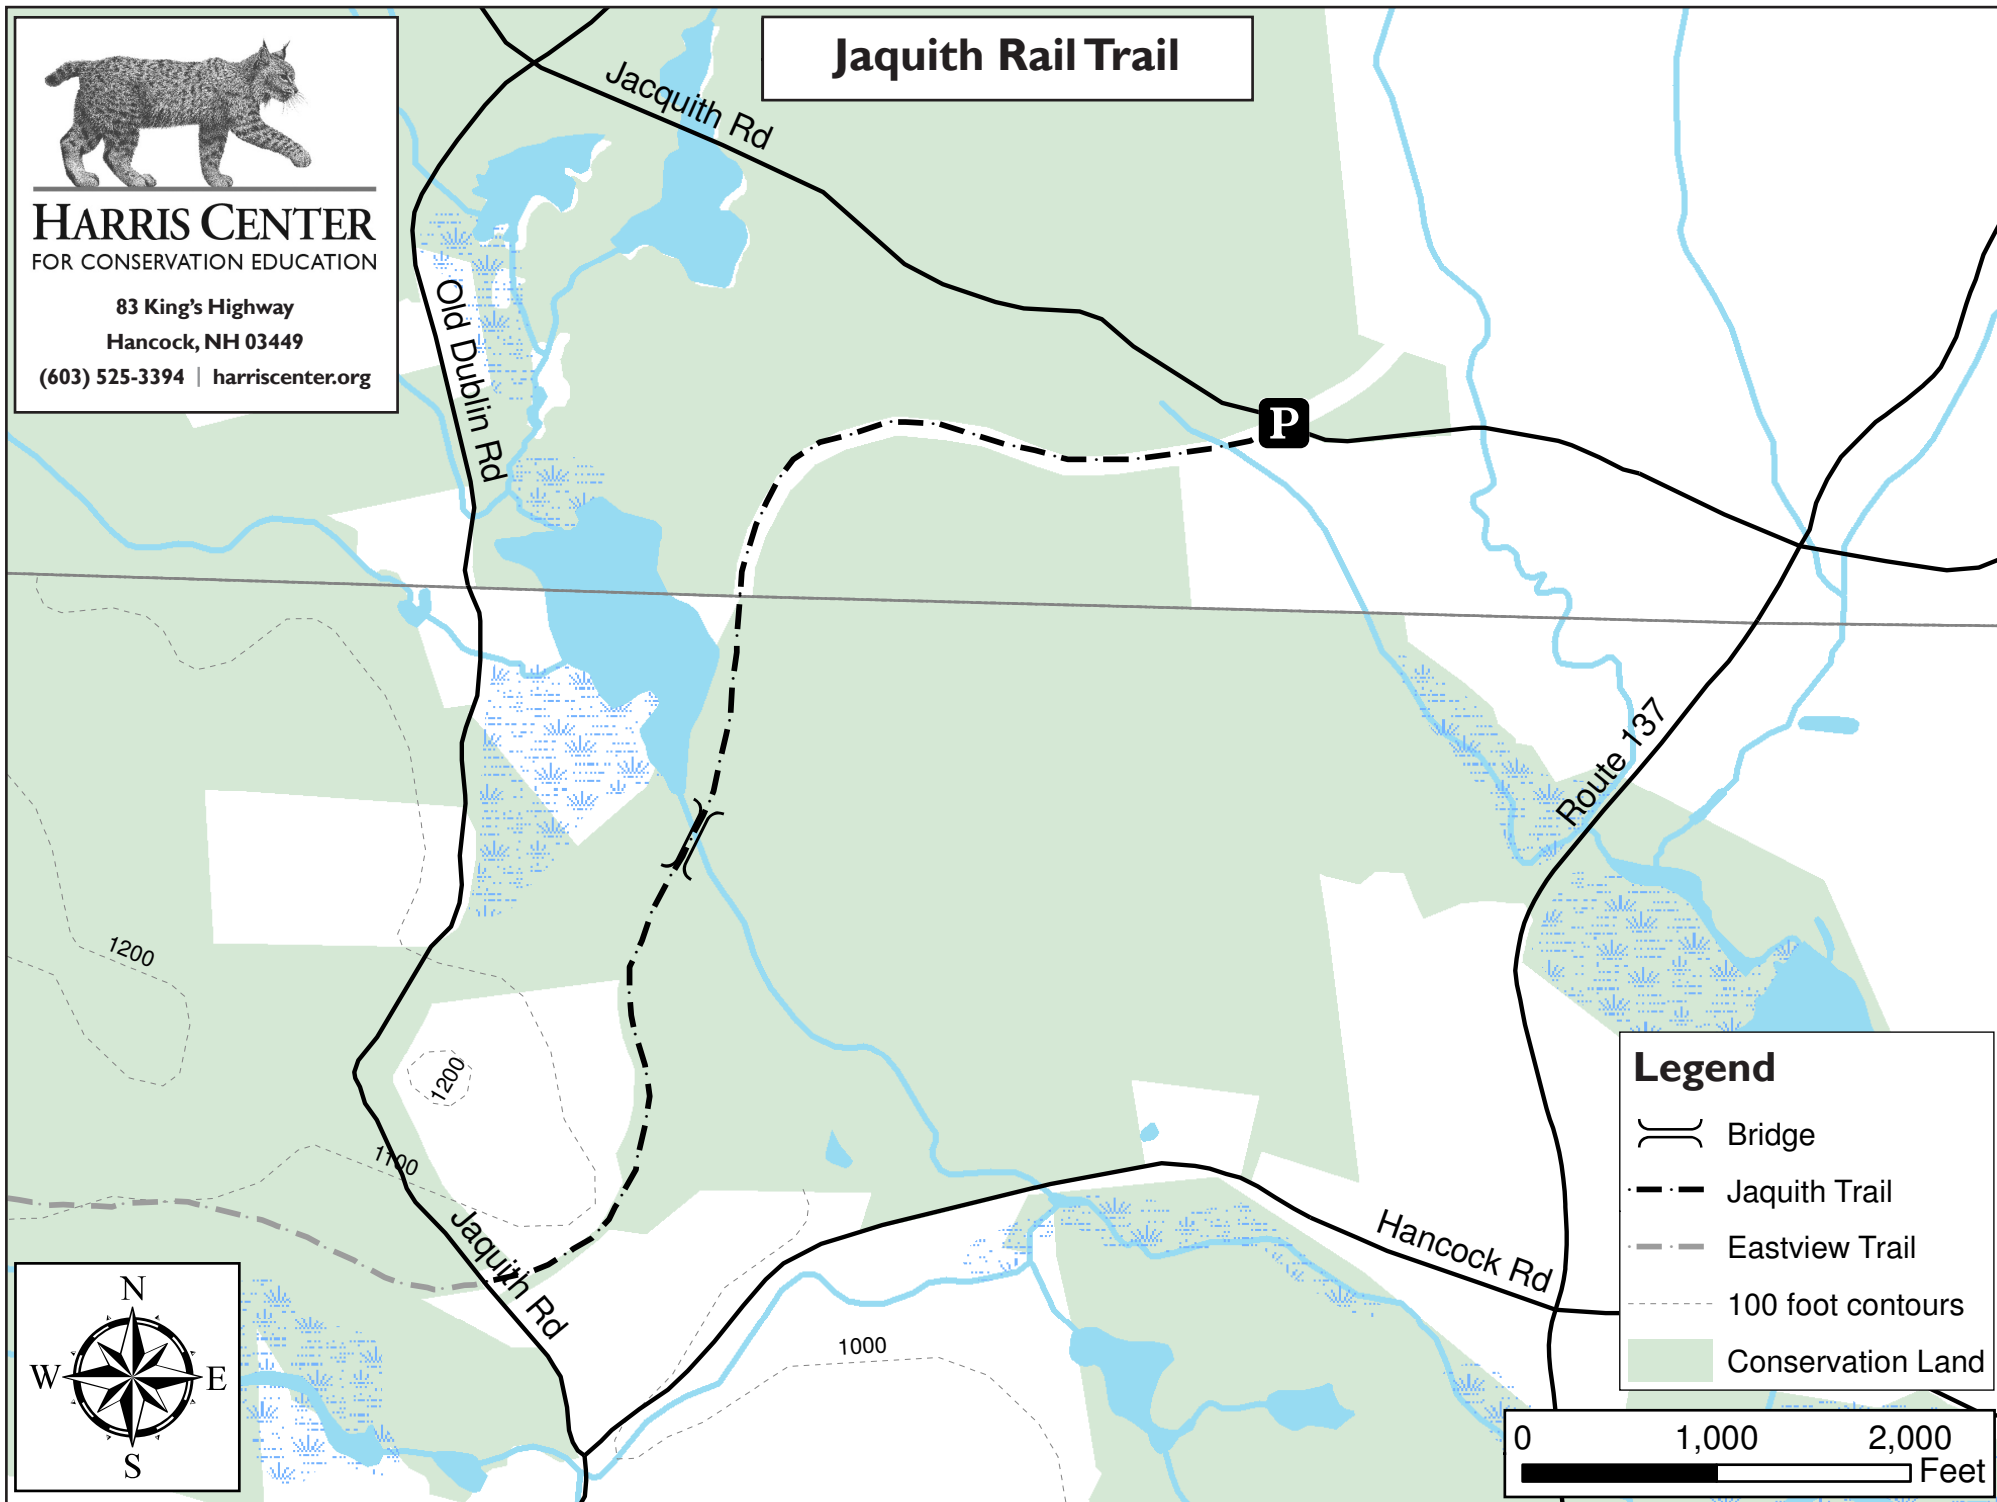 Jaquith Rail Trail
HARRIS CENTER
FOR CONSERVATION EDUCATION
83 King's Highway
Hancock, NH 03449
(603) 525-3394 | harriscenter.org
Jacquith Rd
Old Dublin Rd
P
Route 137
1200
1200
1100
Jaquith Rd
Hancock Rd
1000
N
W
E
S
Legend
Bridge
Jaquith Trail
Eastview Trail
100 foot contours
Conservation Land
0 1,000 2,000
Feet